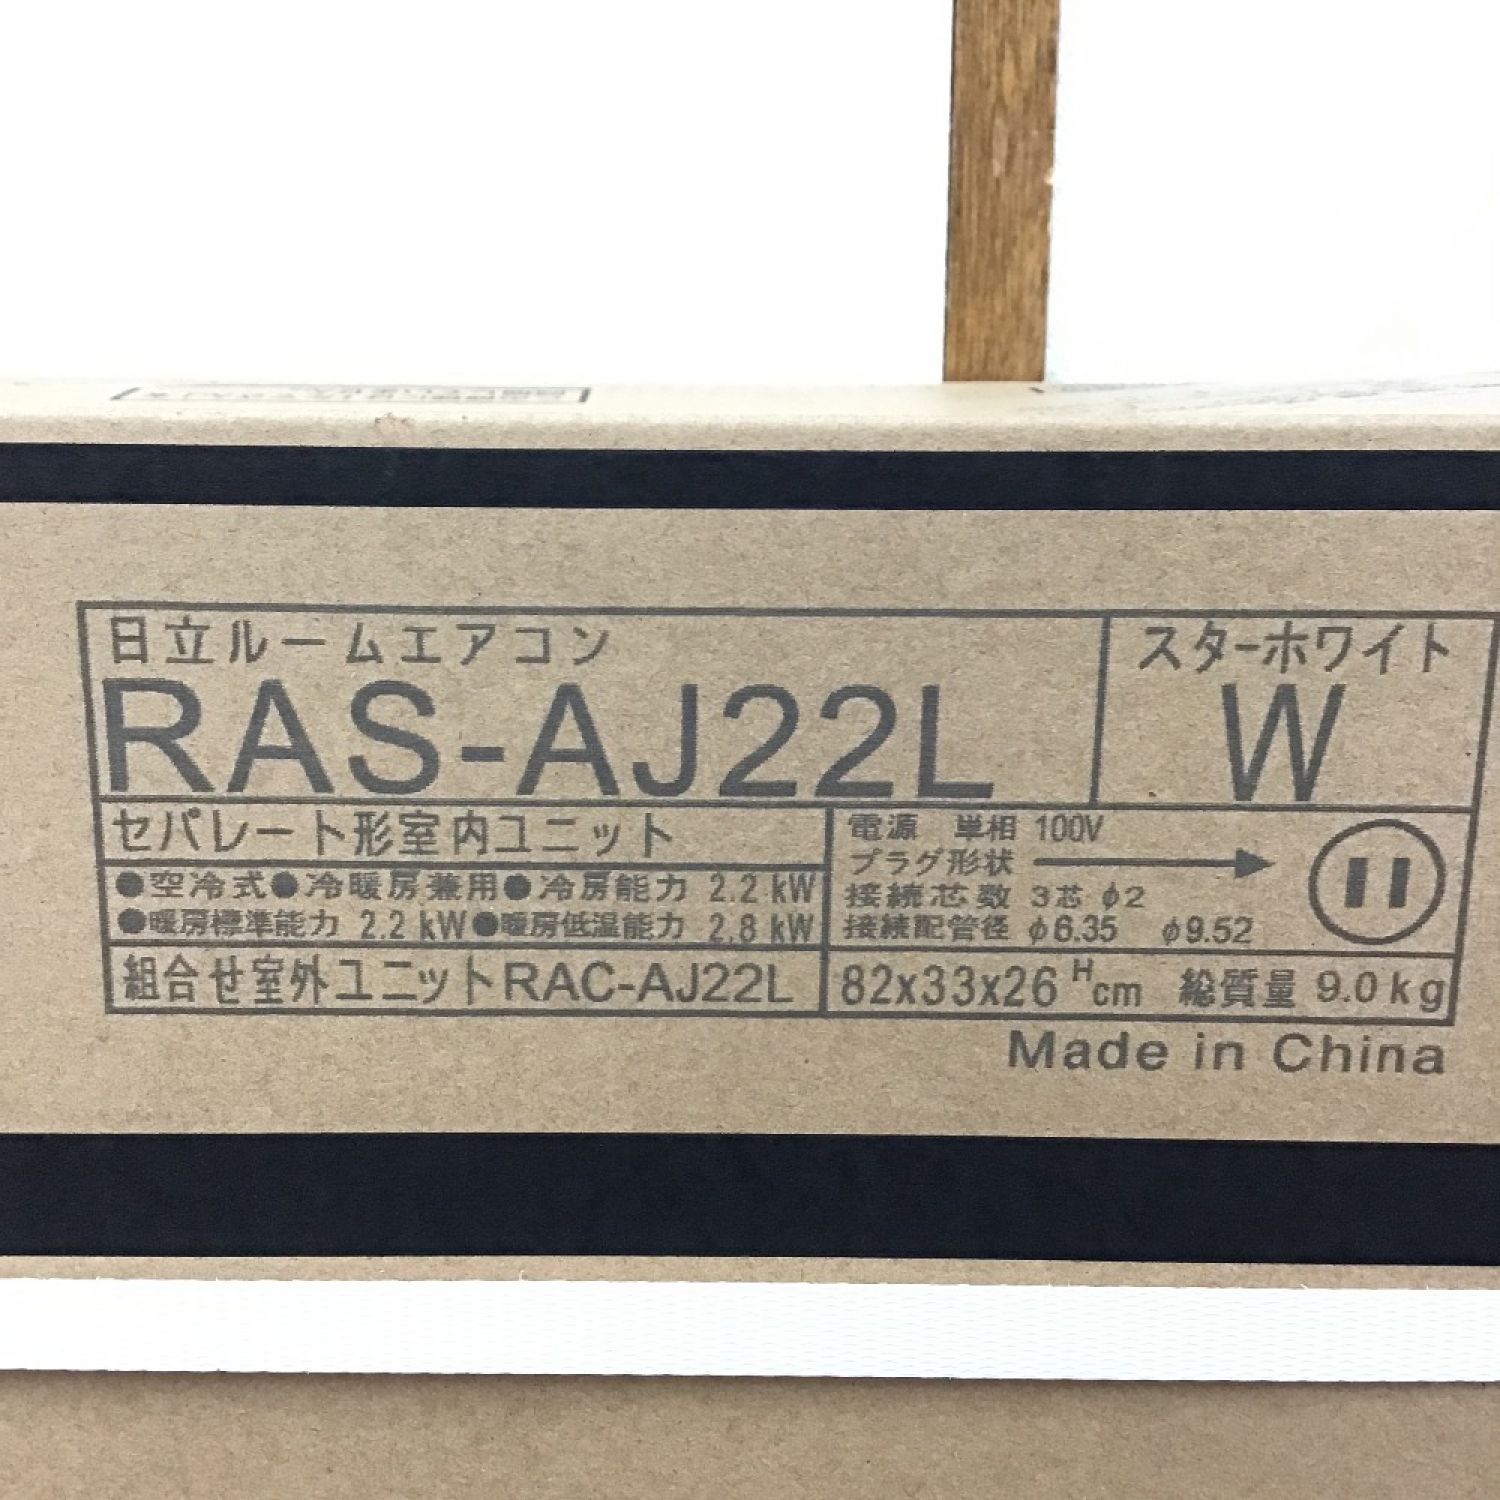 日立ルームエアコン
RAS-AJ22L
スターホワイト
W
セパレート形室内ユニット
●空冷式●冷暖房兼用●冷房能力 2.2 kW
●暖房標準能力 2.2 kW●暖房低温能力 2.8 kW
電源 単相 100V
プラグ形状
接続芯数 3芯 φ2
接続配管径 φ6.35 φ9.52
組合せ室外ユニットRAC-AJ22L
82x33x26 H cm 総質量 9.0kg
Made in China